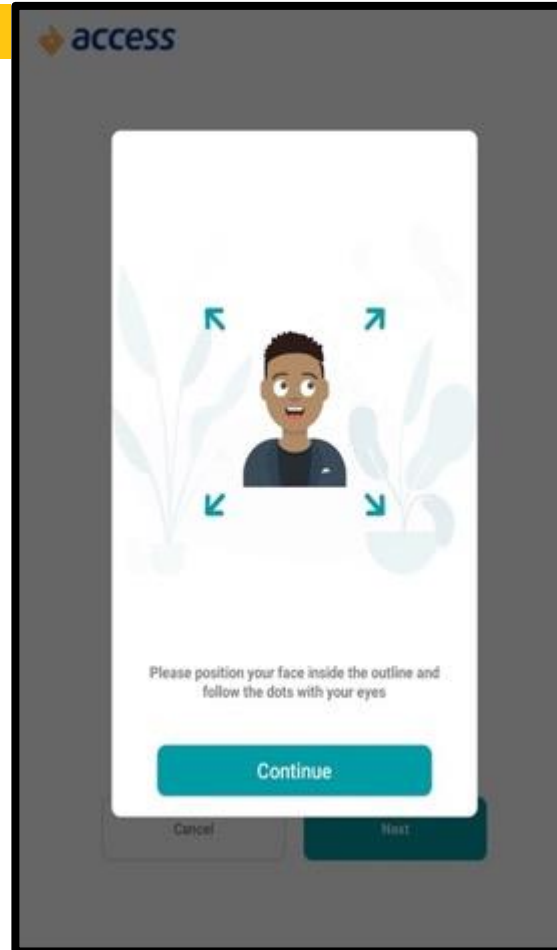 access
Please position your face inside the outline and
follow the dots with your eyes
Continue
Cancel
Next